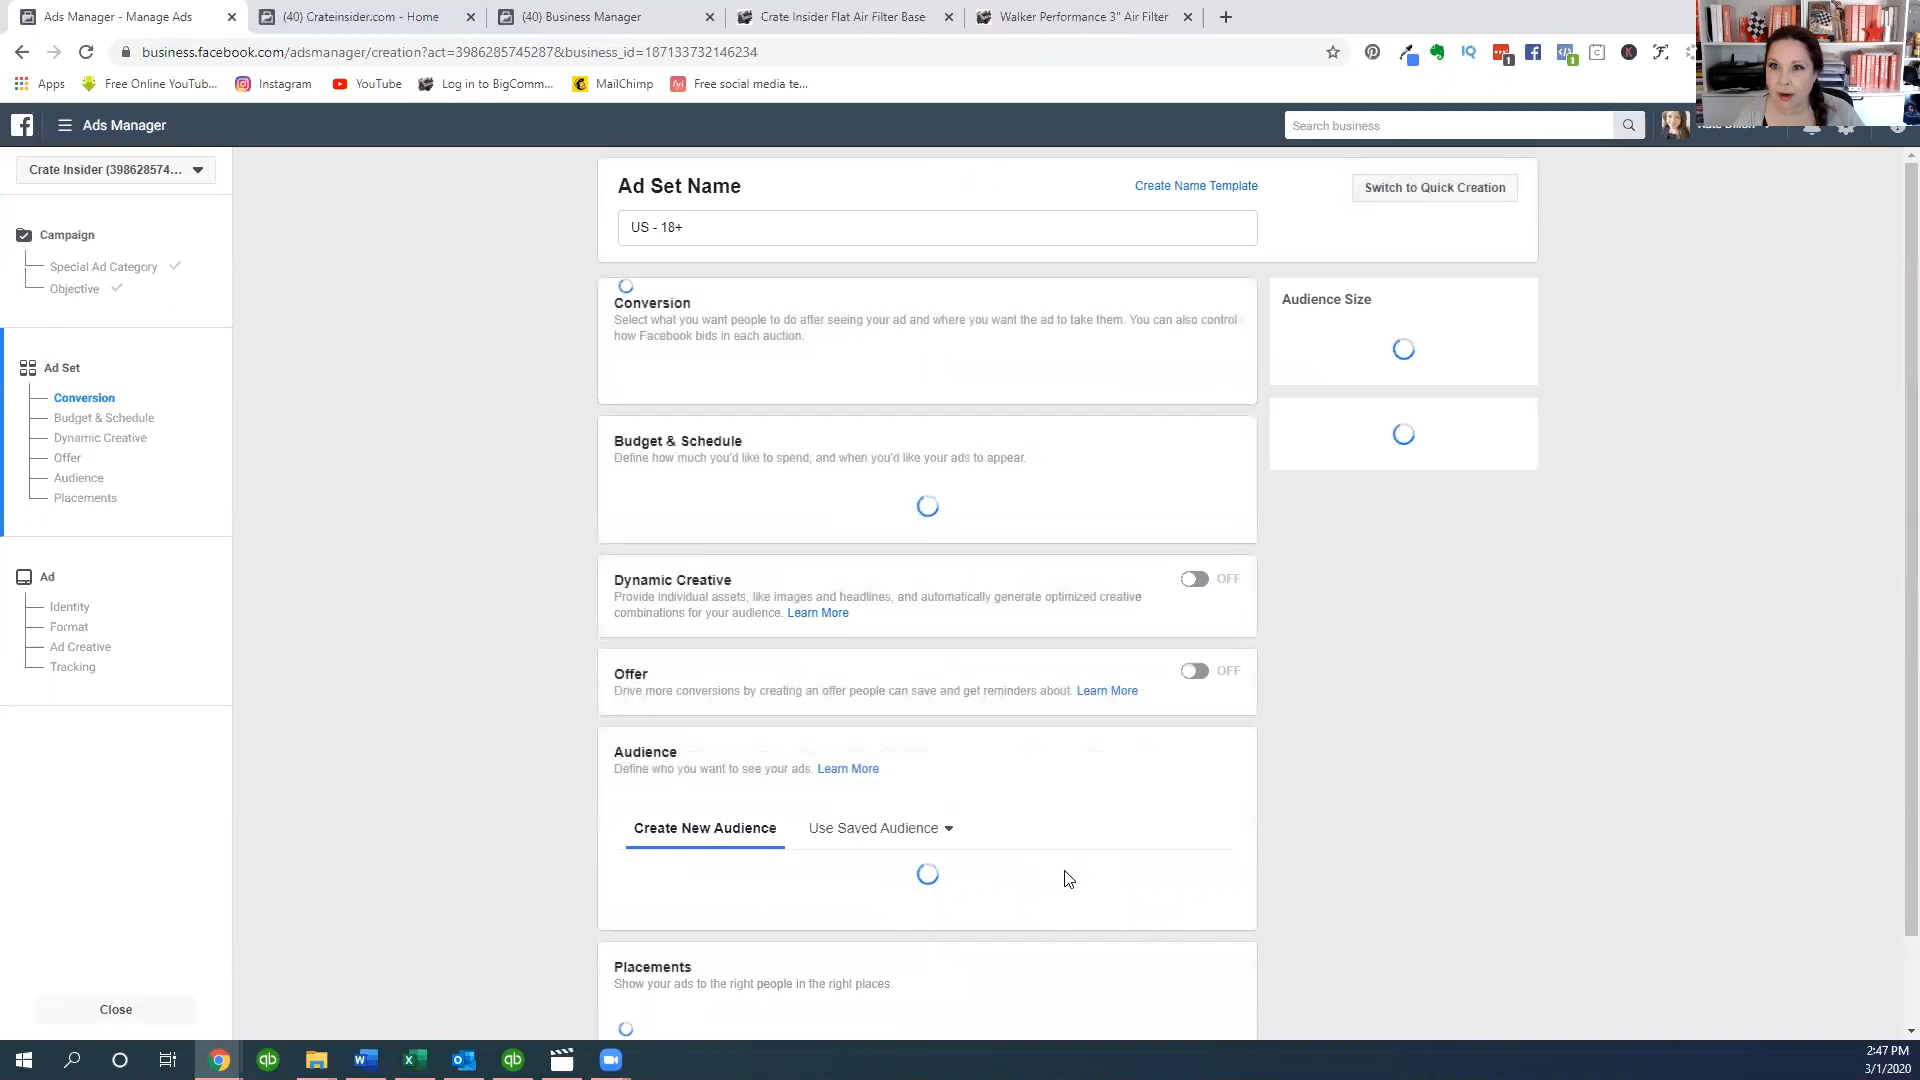 Ads Manager - Manage Ads
(40) Crateinsider.com - Home
(40) Business Manager
Crate Insider Flat Air Filter Base
Walker Performance 3" Air Filter
business.facebook.com/adsmanager/creation?act=3986285745287&business_id=187133732146234
Apps
Free Online YouTub...
Instagram
YouTube
Log in to BigComm...
MailChimp
Free social media te...
Ads Manager
Search business
Crate Insider (398628574...
Campaign
Special Ad Category
Objective
Ad Set
Conversion
Budget & Schedule
Dynamic Creative
Offer
Audience
Placements
Ad
Identity
Format
Ad Creative
Tracking
Close
Ad Set Name
Create Name Template
Switch to Quick Creation
US - 18+
Conversion
Select what you want people to do after seeing your ad and where you want the ad to take them. You can also control
how Facebook bids in each auction.
Audience Size
Budget & Schedule
Define how much you'd like to spend, and when you'd like your ads to appear.
Dynamic Creative
OFF
Provide individual assets, like images and headlines, and automatically generate optimized creative
combinations for your audience. Learn More
Offer
OFF
Drive more conversions by creating an offer people can save and get reminders about. Learn More
Audience
Define who you want to see your ads. Learn More
Create New Audience
Use Saved Audience
Placements
Show your ads to the right people in the right places.
2:47 PM
3/1/2020